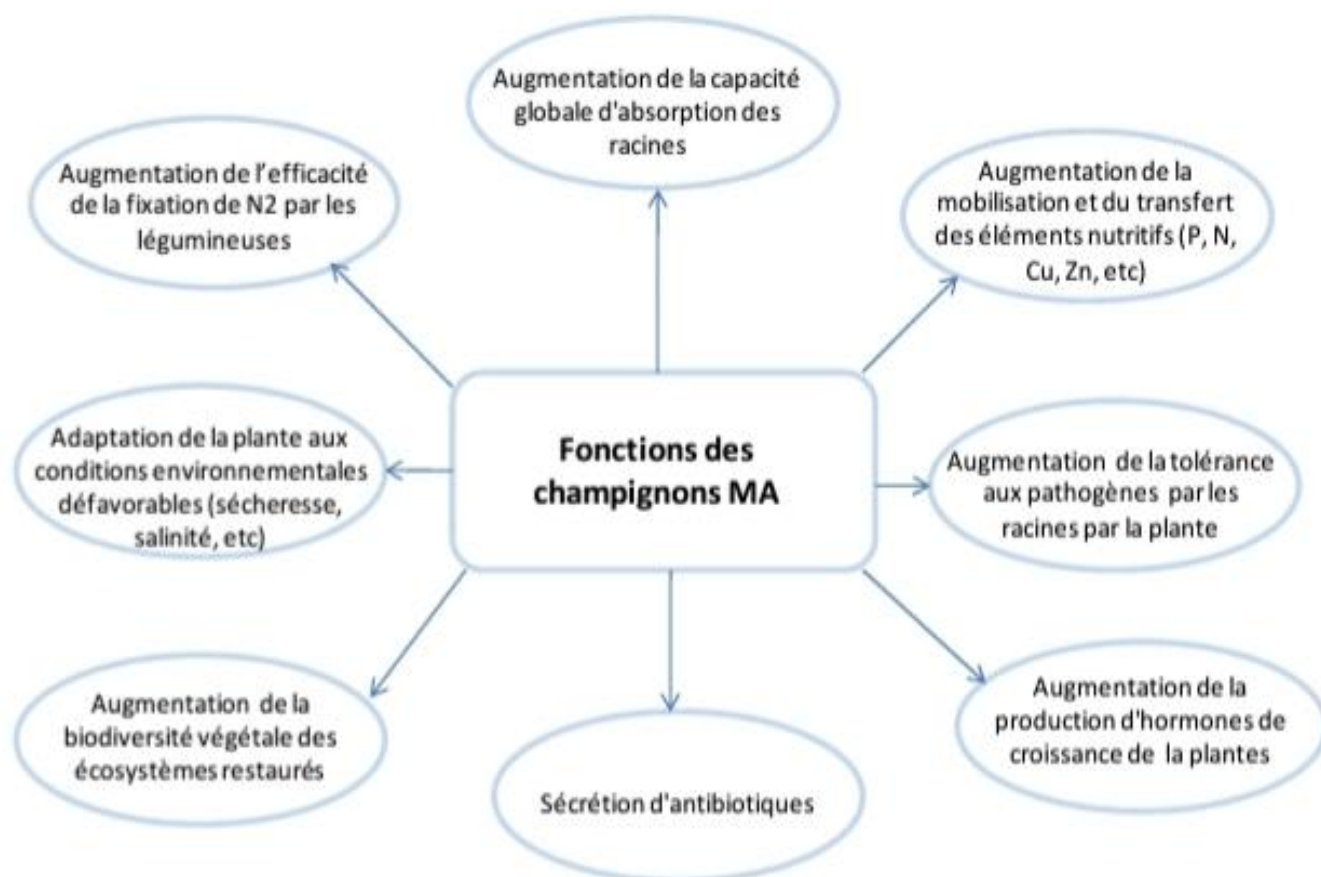 Augmentation de la capacité
globale d'absorption des
racines
Augmentation de l'efficacité
de la fixation de N2 par les
légumineuses
Augmentation de la
mobilisation et du transfert
des éléments nutritifs (P, N,
Cu, Zn, etc)
Fonctions des
champignons MA
Adaptation de la plante aux
conditions environnementales
défavorables (sécheresse,
salinité, etc)
Augmentation de la tolérance
aux pathogènes par les
racines par la plante
Augmentation de la
biodiversité végétale des
écosystèmes restaurés
Sécrétion d'antibiotiques
Augmentation de la
production d'hormones de
croissance de la plantes